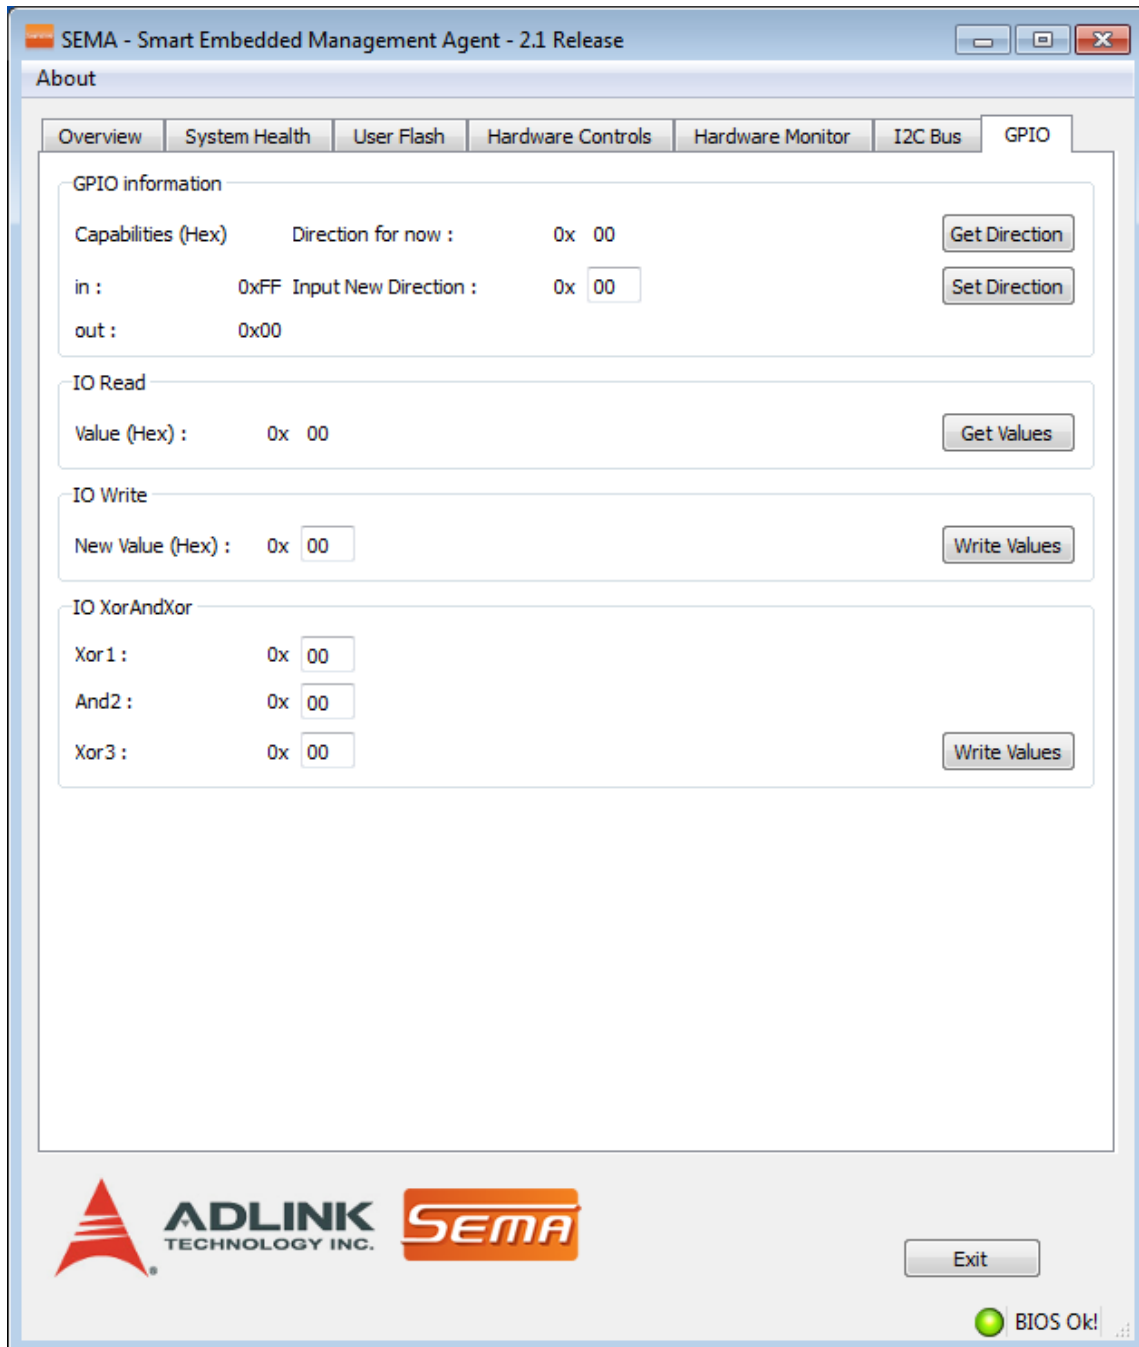 SEMA - Smart Embedded Management Agent - 2.1 Release
About
Overview System Health User Flash Hardware Controls Hardware Monitor I2C Bus GPIO
GPIO information
Capabilities (Hex) Direction for now : 0x 00 Get Direction
in : 0xFF Input New Direction : 0x 00 Set Direction
out : 0x00
IO Read
Value (Hex) : 0x 00 Get Values
IO Write
New Value (Hex) : 0x 00 Write Values
IO XorAndXor
Xor1 : 0x 00
And2 : 0x 00
Xor3 : 0x 00 Write Values
ADLINK
TECHNOLOGY INC.
SEMA
Exit
BIOS Ok!